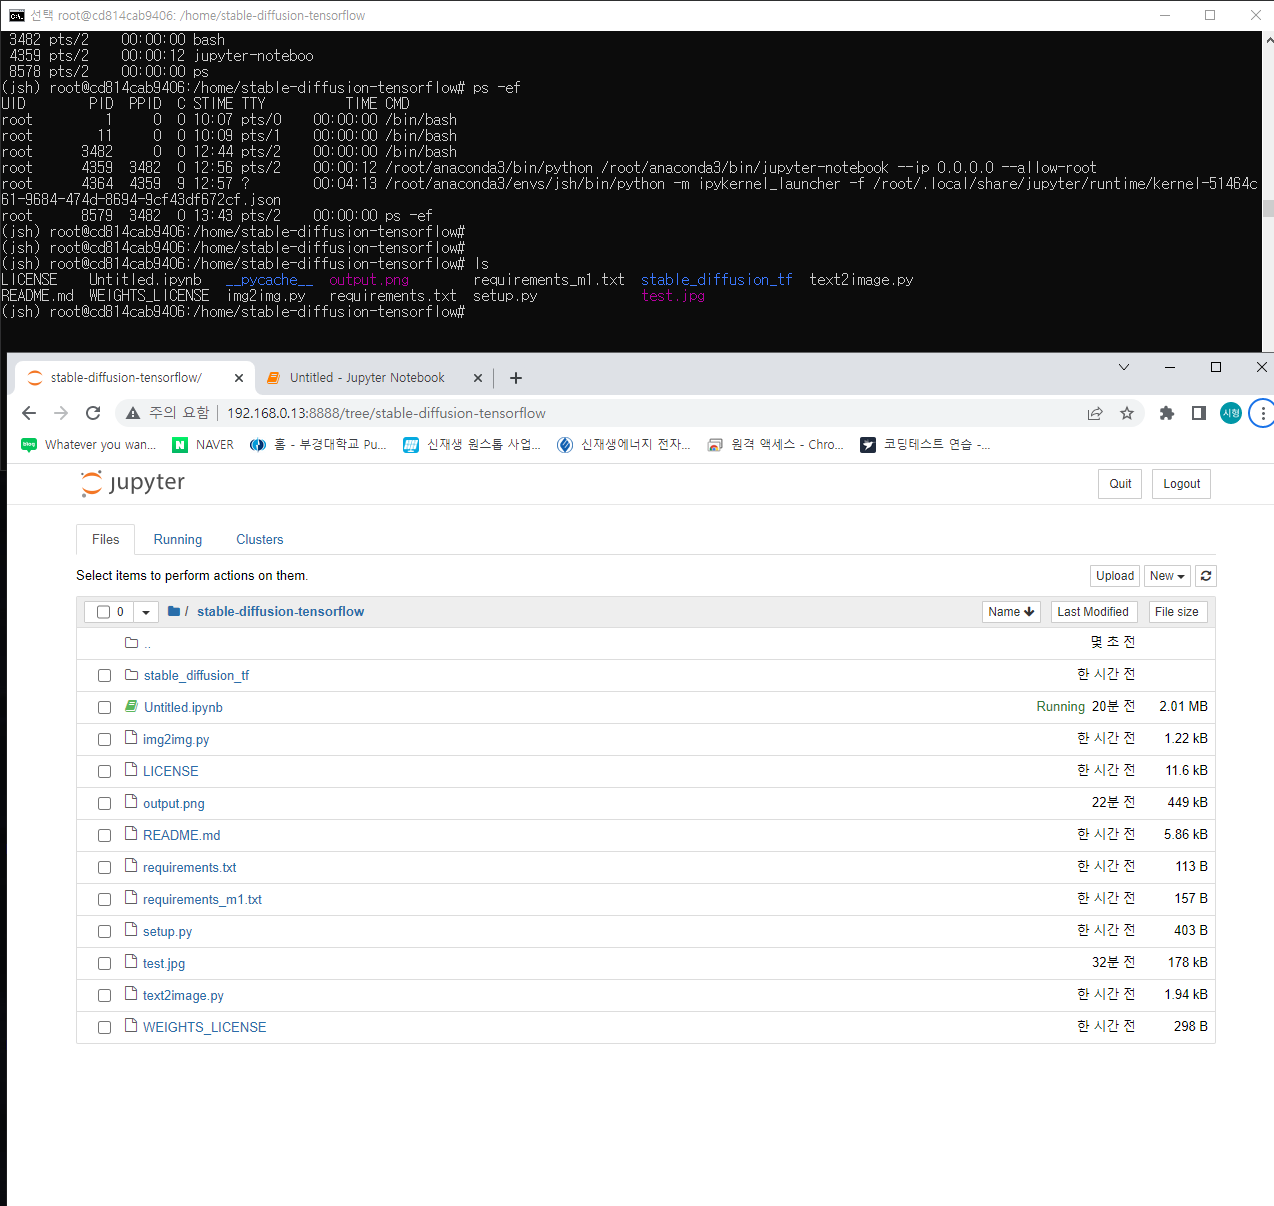 선택 root@cd814cab9406: /home/stable-diffusion-tensorflow
3482 pts/2    00:00:00 bash
4359 pts/2    00:00:12 jupyter-noteboo
8578 pts/2    00:00:00 ps
(jsh) root@cd814cab9406:/home/stable-diffusion-tensorflow# ps -ef
UID        PID  PPID  C STIME TTY          TIME CMD
root         1     0  0 10:07 pts/0    00:00:00 /bin/bash
root        11     0  0 10:09 pts/1    00:00:00 /bin/bash
root      3482     0  0 12:44 pts/2    00:00:00 /bin/bash
root      4359  3482  0 12:56 pts/2    00:00:12 /root/anaconda3/bin/python /root/anaconda3/bin/jupyter-notebook --ip 0.0.0.0 --allow-root
root      4364  4359  9 12:57 ?        00:04:13 /root/anaconda3/envs/jsh/bin/python -m ipykernel_launcher -f /root/.local/share/jupyter/runtime/kernel-51464c
61-9684-474d-8694-9cf43df672cf.json
root      8579  3482  0 13:43 pts/2    00:00:00 ps -ef
(jsh) root@cd814cab9406:/home/stable-diffusion-tensorflow#
(jsh) root@cd814cab9406:/home/stable-diffusion-tensorflow#
(jsh) root@cd814cab9406:/home/stable-diffusion-tensorflow# ls
LICENSE    Untitled.ipynb   __pycache__  output.png        requirements_m1.txt  stable_diffusion_tf  text2image.py
README.md  WEIGHTS_LICENSE  img2img.py   requirements.txt  setup.py             test.jpg
(jsh) root@cd814cab9406:/home/stable-diffusion-tensorflow#
stable-diffusion-tensorflow/ Untitled - Jupyter Notebook
주의 요함 192.168.0.13:8888/tree/stable-diffusion-tensorflow 시형
blog Whatever you wan... N NAVER 홈 - 부경대학교 Pu... 신재생 원스톱 사업... 신재생에너지 전자... 원격 액세스 - Chro... 코딩테스트 연습 -...
jupyter Quit Logout
Files Running Clusters
Select items to perform actions on them. Upload New
0 / stable-diffusion-tensorflow Name Last Modified File size
.. 몇 초 전
stable_diffusion_tf 한 시간 전
Untitled.ipynb Running 20분 전 2.01 MB
img2img.py 한 시간 전 1.22 kB
LICENSE 한 시간 전 11.6 kB
output.png 22분 전 449 kB
README.md 한 시간 전 5.86 kB
requirements.txt 한 시간 전 113 B
requirements_m1.txt 한 시간 전 157 B
setup.py 한 시간 전 403 B
test.jpg 32분 전 178 kB
text2image.py 한 시간 전 1.94 kB
WEIGHTS_LICENSE 한 시간 전 298 B